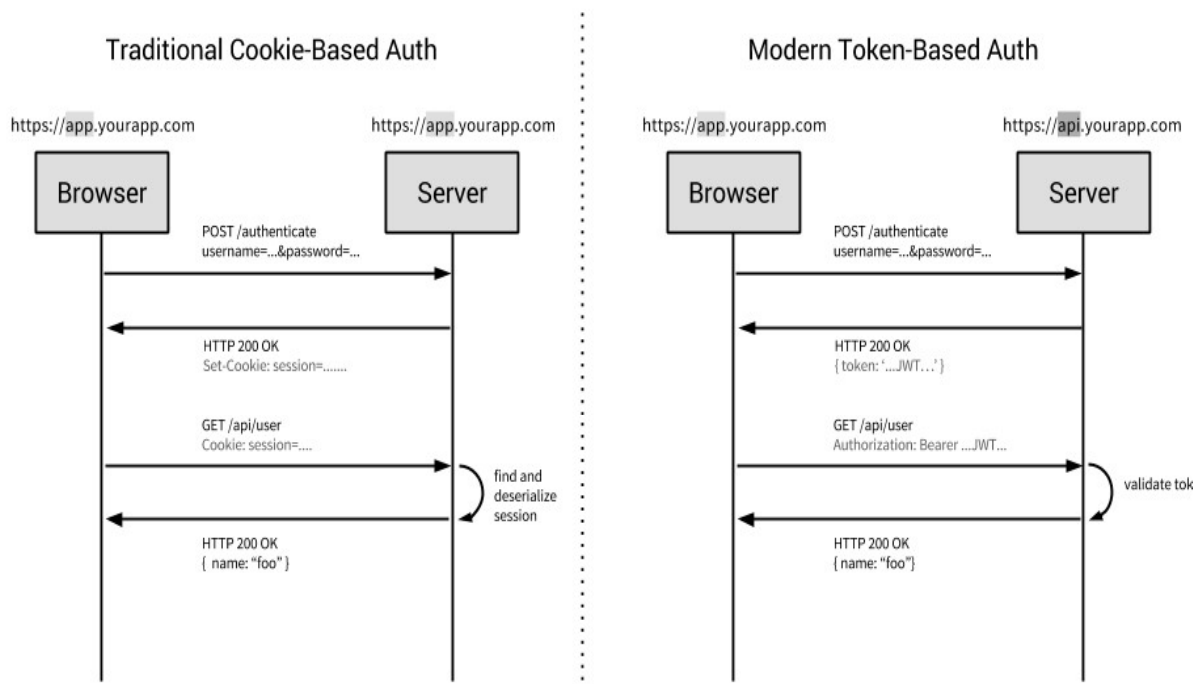 Traditional Cookie-Based Auth
https://app.yourapp.com
https://app.yourapp.com
Browser
Server
POST /authenticate
username=...&password=...
HTTP 200 OK
Set-Cookie: session=.......
GET /api/user
Cookie: session=....
find and
deserialize
session
HTTP 200 OK
{ name: “foo” }
Modern Token-Based Auth
https://app.yourapp.com
https://api.yourapp.com
Browser
Server
POST /authenticate
username=...&password=...
HTTP 200 OK
{ token: ‘...JWT...’ }
GET /api/user
Authorization: Bearer ...JWT...
validate tok
HTTP 200 OK
{ name: “foo”}